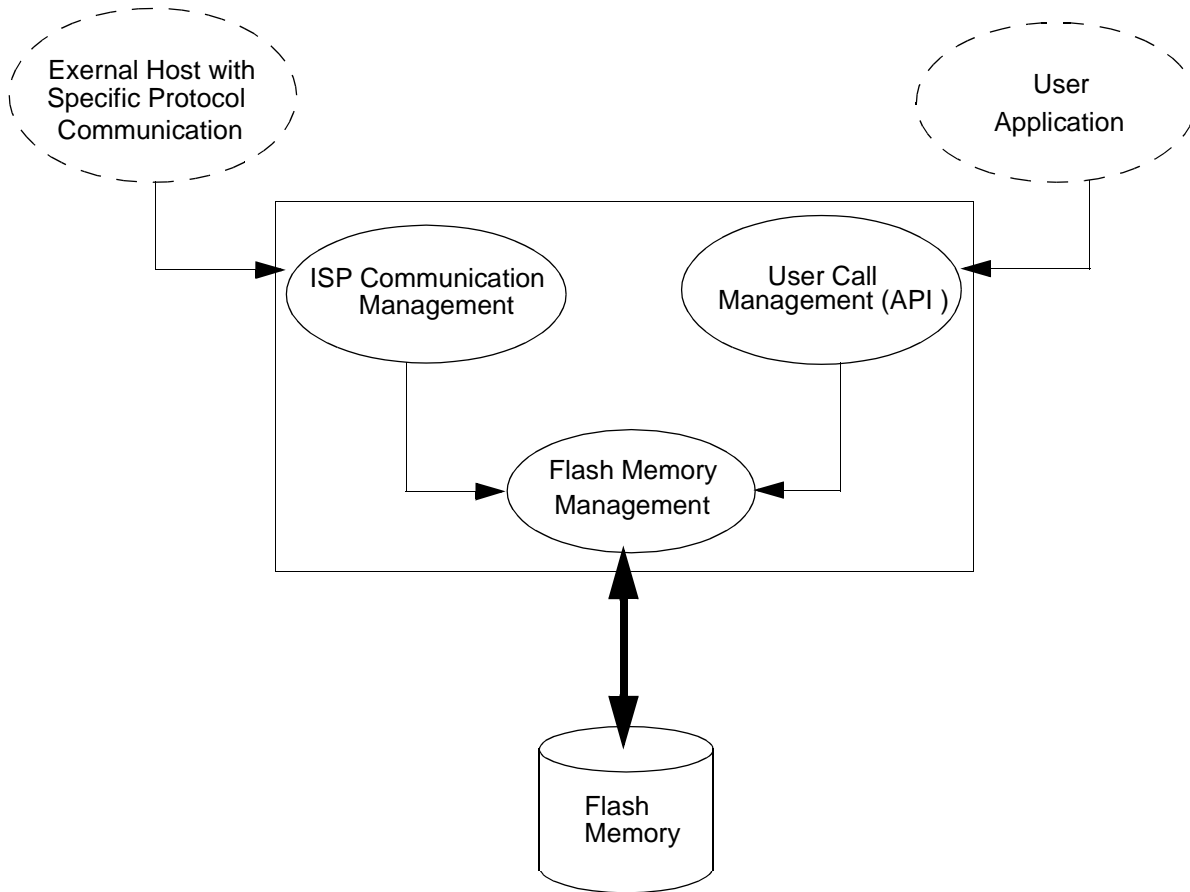 Exernal Host with
Specific Protocol
Communication
User
Application
ISP Communication
Management
User Call
Management (API )
Flash Memory
Management
Flash
Memory